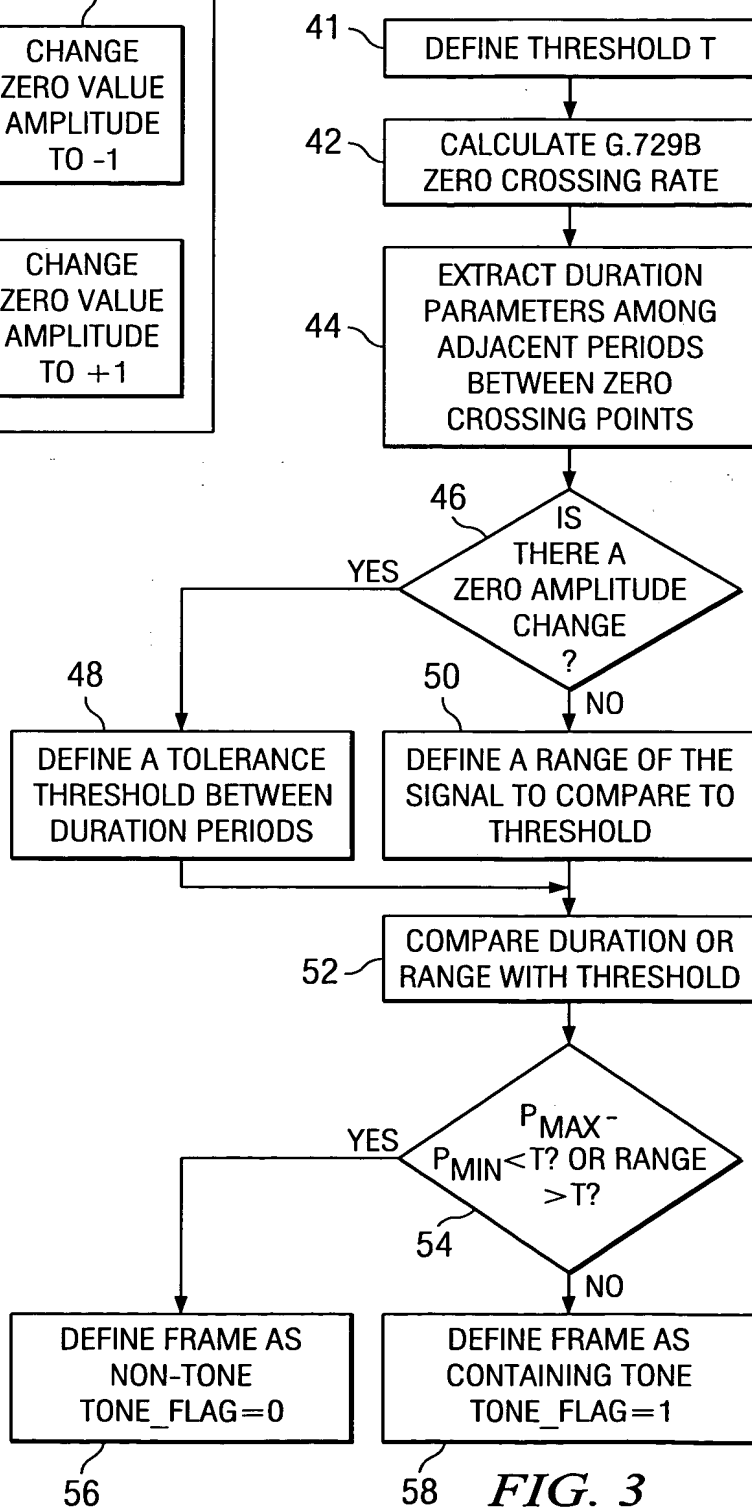 CHANGE
ZERO VALUE
AMPLITUDE
TO -1
CHANGE
ZERO VALUE
AMPLITUDE
TO +1
41
DEFINE THRESHOLD T
42
CALCULATE G.729B
ZERO CROSSING RATE
44
EXTRACT DURATION
PARAMETERS AMONG
ADJACENT PERIODS
BETWEEN ZERO
CROSSING POINTS
46
IS
THERE A
ZERO AMPLITUDE
CHANGE
?
YES
NO
48
DEFINE A TOLERANCE
THRESHOLD BETWEEN
DURATION PERIODS
50
DEFINE A RANGE OF THE
SIGNAL TO COMPARE TO
THRESHOLD
52
COMPARE DURATION OR
RANGE WITH THRESHOLD
PMAX-
PMIN<T? OR RANGE
>T?
54
YES
NO
DEFINE FRAME AS
NON-TONE
TONE_FLAG=0
56
DEFINE FRAME AS
CONTAINING TONE
TONE_FLAG=1
58
FIG. 3